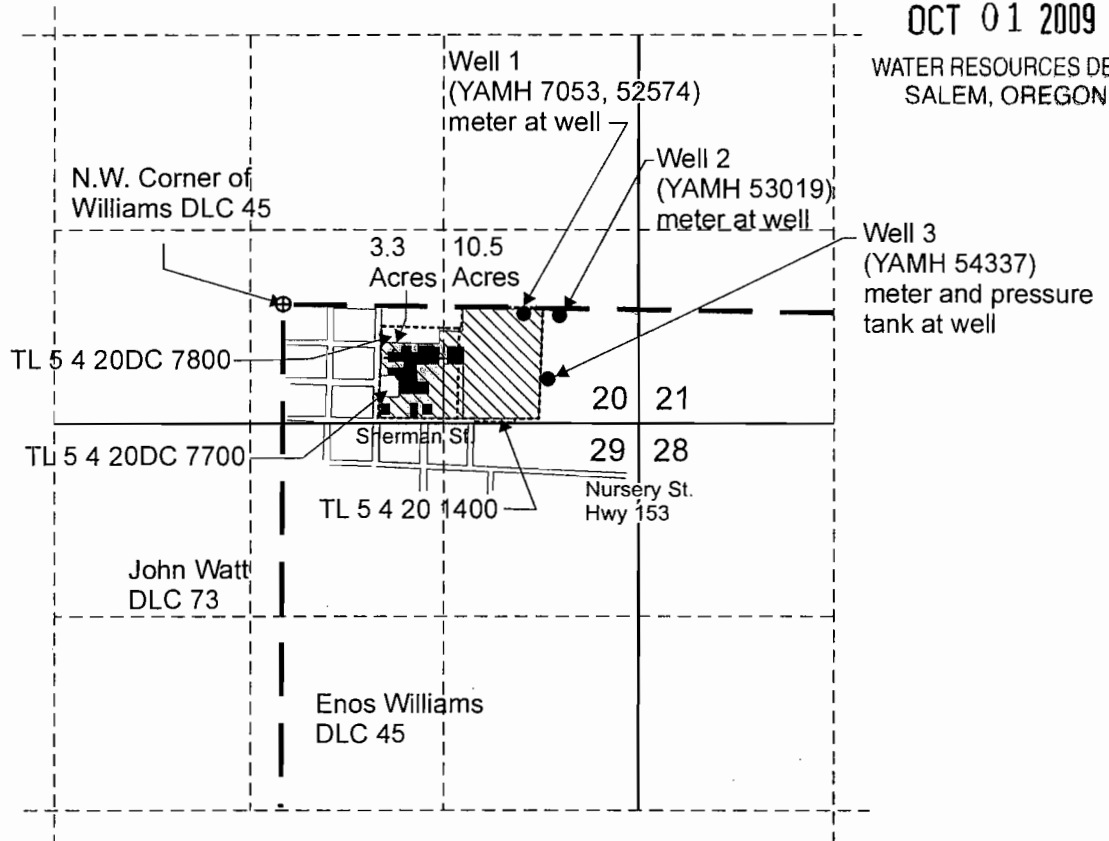 OCT 01 2009
WATER RESOURCES DE
SALEM, OREGON
Well 1
(YAMH 7053, 52574)
meter at well
Well 2
(YAMH 53019)
meter at well
N.W. Corner of
Williams DLC 45
Well 3
(YAMH 54337)
meter and pressure
tank at well
3.3
Acres
10.5
Acres
TL 5 4 20DC 7800
20
21
Sherman St.
TL 5 4 20DC 7700
29
28
TL 5 4 20 1400
Nursery St.
Hwy 153
John Watt
DLC 73
Enos Williams
DLC 45